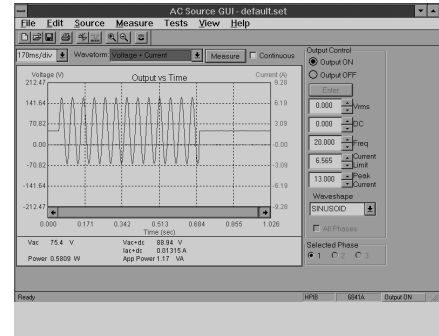 AC Source GUI - default.set
File Edit Source Measure Tests View Help
170ms/div Waveform: Voltage + Current Measure Continuous
Output Control
Output ON
Output OFF
Enter
0.000 Vrms
0.000 DC
20.000 Freq
6.565 Current Limit
13.000 Peak Current
Waveshape
SINUSOID
All Phases
Selected Phase
1 2 3
Voltage (V) Output vs Time Current (A)
212.47 9.28
141.64 6.19
70.82 3.09
0.00 -0.00
-70.82 -3.09
-141.64 -6.19
-212.47 -9.28
0.000 0.171 0.342 0.513 0.684 0.855 1.026
Time (sec)
Vac 75.4 V Vac+dc 88.94 V
Iac+dc 0.01315 A
Power 0.5809 W App Power 1.17 VA
Ready HPIB 6841A Output ON